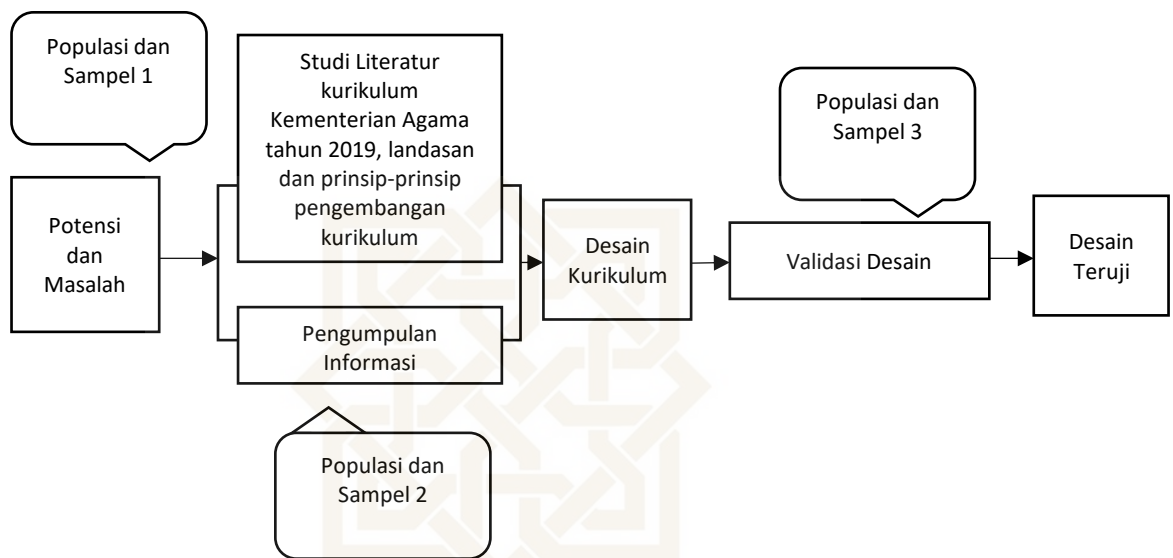 Populasi dan
Sampel 1
Potensi
dan
Masalah
Studi Literatur
kurikulum
Kementerian Agama
tahun 2019, landasan
dan prinsip-prinsip
pengembangan
kurikulum
Pengumpulan
Informasi
Populasi dan
Sampel 2
Desain
Kurikulum
Populasi dan
Sampel 3
Validasi Desain
Desain
Teruji